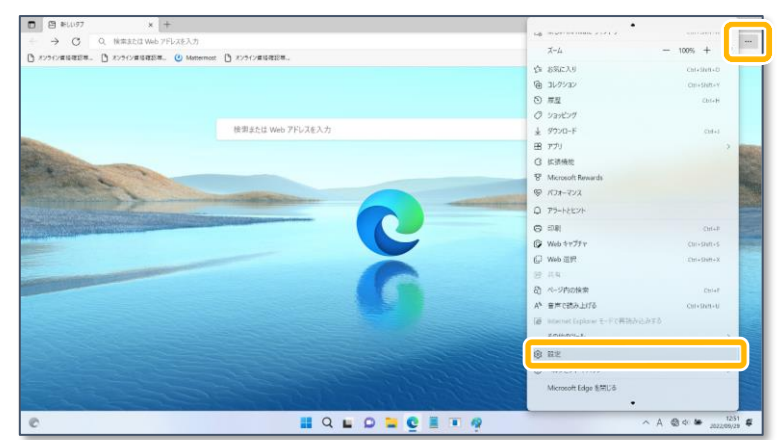 新しいタブ
検索または Web アドレスを入力
オンライン資格確認等...
オンライン資格確認等...
Mattermost
オンライン資格確認等...
検索または Web アドレスを入力
ズーム 100%
お気に入り Ctrl+Shift+O
コレクション Ctrl+Shift+Y
履歴 Ctrl+H
ショッピング
ダウンロード Ctrl+J
アプリ
拡張機能
Microsoft Rewards
パフォーマンス
アラートとヒント
印刷 Ctrl+P
Web キャプチャ Ctrl+Shift+S
Web 選択 Ctrl+Shift+X
共有
ページ内の検索 Ctrl+F
音声で読み上げる Ctrl+Shift+U
Internet Explorer モードで再読み込みする
設定
Microsoft Edge を閉じる
A
12:51
2022/09/29